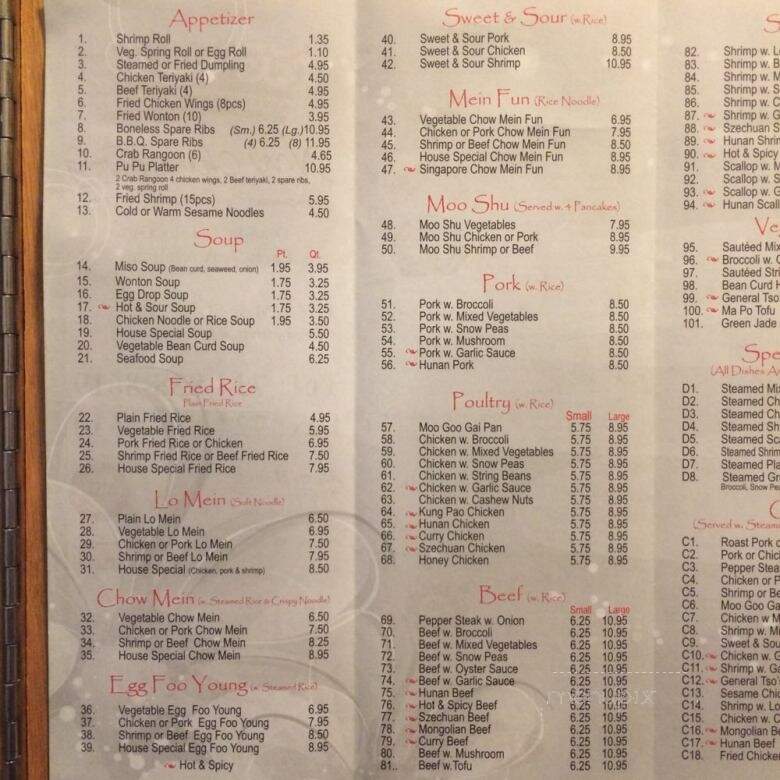 Appetizer
1. Shrimp Roll 1.35
2. Veg. Spring Roll or Egg Roll 1.10
3. Steamed or Fried Dumpling 4.95
4. Chicken Teriyaki (4) 4.50
5. Beef Teriyaki (4) 4.95
6. Fried Chicken Wings (8pcs) 4.95
7. Fried Wonton (10) 3.95
8. Boneless Spare Ribs (Sm.) 6.25 (Lg.)10.95
9. B.B.Q. Spare Ribs (4) 6.25 (8) 11.95
10. Crab Rangoon (6) 4.65
11. Pu Pu Platter 10.95
2 Crab Rangoon 4 chicken wings, 2 Beef teriyaki, 2 spare ribs,
2 veg. spring roll
12. Fried Shrimp (15pcs) 5.95
13. Cold or Warm Sesame Noodles 4.50
Soup
Pt. Qt.
14. Miso Soup (Bean curd, seaweed, onion) 1.95 3.95
15. Wonton Soup 1.75 3.25
16. Egg Drop Soup 1.75 3.25
17. Hot & Sour Soup 1.75 3.25
18. Chicken Noodle or Rice Soup 1.95 3.50
19. House Special Soup 5.50
20. Vegetable Bean Curd Soup 4.50
21. Seafood Soup 6.25
Fried Rice
Plain Fried Rice
22. Plain Fried Rice 4.95
23. Vegetable Fried Rice 5.95
24. Pork Fried Rice or Chicken 6.95
25. Shrimp Fried Rice or Beef Fried Rice 7.50
26. House Special Fried Rice 7.95
Lo Mein (Soft Noodle)
27. Plain Lo Mein 6.50
28. Vegetable Lo Mein 6.95
29. Chicken or Pork Lo Mein 7.50
30. Shrimp or Beef Lo Mein 7.95
31. House Special (Chicken, pork & shrimp) 8.50
Chow Mein (w. Steamed Rice & Crispy Noodle)
32. Vegetable Chow Mein 6.50
33. Chicken or Pork Chow Mein 7.50
34. Shrimp or Beef Chow Mein 8.25
35. House Special Chow Mein 8.95
Egg Foo Young (w. Steamed Rice)
36. Vegetable Egg Foo Young 6.95
37. Chicken or Pork Egg Foo Young 7.95
38. Shrimp or Beef Egg Foo Young 8.50
39. House Special Egg Foo Young 8.95
Hot & Spicy
Sweet & Sour (w. Rice)
40. Sweet & Sour Pork 8.95
41. Sweet & Sour Chicken 8.50
42. Sweet & Sour Shrimp 10.95
Mein Fun (Rice Noodle)
43. Vegetable Chow Mein Fun 6.95
44. Chicken or Pork Chow Mein Fun 7.95
45. Shrimp or Beef Chow Mein Fun 8.50
46. House Special Chow Mein Fun 8.95
47. Singapore Chow Mein Fun 8.95
Moo Shu (Served w. 4 Pancakes)
48. Moo Shu Vegetables 7.95
49. Moo Shu Chicken or Pork 8.95
50. Moo Shu Shrimp or Beef 9.95
Pork (w. Rice)
51. Pork w. Broccoli 8.50
52. Pork w. Mixed Vegetables 8.50
53. Pork w. Snow Peas 8.50
54. Pork w. Mushroom 8.50
55. Pork w. Garlic Sauce 8.50
56. Hunan Pork 8.50
Poultry (w. Rice)
Small Large
57. Moo Goo Gai Pan 5.75 8.95
58. Chicken w. Broccoli 5.75 8.95
59. Chicken w. Mixed Vegetables 5.75 8.95
60. Chicken w. Snow Peas 5.75 8.95
61. Chicken w. String Beans 5.75 8.95
62. Chicken w. Garlic Sauce 5.75 8.95
63. Chicken w. Cashew Nuts 5.75 8.95
64. Kung Pao Chicken 5.75 8.95
65. Hunan Chicken 5.75 8.95
66. Curry Chicken 5.75 8.95
67. Szechuan Chicken 5.75 8.95
68. Honey Chicken 5.75 8.95
Beef (w. Rice)
Small Large
69. Pepper Steak w. Onion 6.25 10.95
70. Beef w. Broccoli 6.25 10.95
71. Beef w. Mixed Vegetables 6.25 10.95
72. Beef w. Snow Peas 6.25 10.95
73. Beef w. Oyster Sauce 6.25 10.95
74. Beef w. Garlic Sauce 6.25 10.95
75. Hunan Beef 6.25 10.95
76. Hot & Spicy Beef 6.25 10.95
77. Szechuan Beef 6.25 10.95
78. Mongolian Beef 6.25 10.95
79. Curry Beef 6.25 10.95
80. Beef w. Mushroom 6.25 10.95
81.. Beef w.Tofu 6.25 10.95
82. Shrimp w.
83. Shrimp w.
84. Shrimp w.
85. Shrimp w.
86. Shrimp w.
87. Shrimp w.
88. Szechuan
89. Hunan Shrim
90. Hot & Spicy
91. Scallop w.
92. Scallop w.
93. Scallop w.
94. Hunan Scall
95. Sautéed Mix
96. Broccoli w.
97. Sautéed Stri
98. Bean Curd
99. General Tso
100. Ma Po Tofu
101. Green Jade
(All Dishes
D1. Steamed Mix
D2. Steamed
D3. Steamed
D4. Steamed
D5. Steamed
D6. Steamed Shrim
D7. Steamed
D8. Steamed
Broccoli, Snow Pea
(Served w. Steam
C1. Roast Pork
C2. Pork or Chic
C3. Pepper Stea
C4. Chicken or P
C5. Shrimp or Be
C6. Moo Goo Ga
C7. Chicken w.
C8. Shrimp w.
C9. Sweet & Sou
C10. Chicken w.
C11. Shrimp w.
C12. General Tso
C13. Sesame Chic
C14. Shrimp w.
C15. Chicken w.
C16. Mongolian Be
C17. Hunan Beef
C18. Fried Chicken